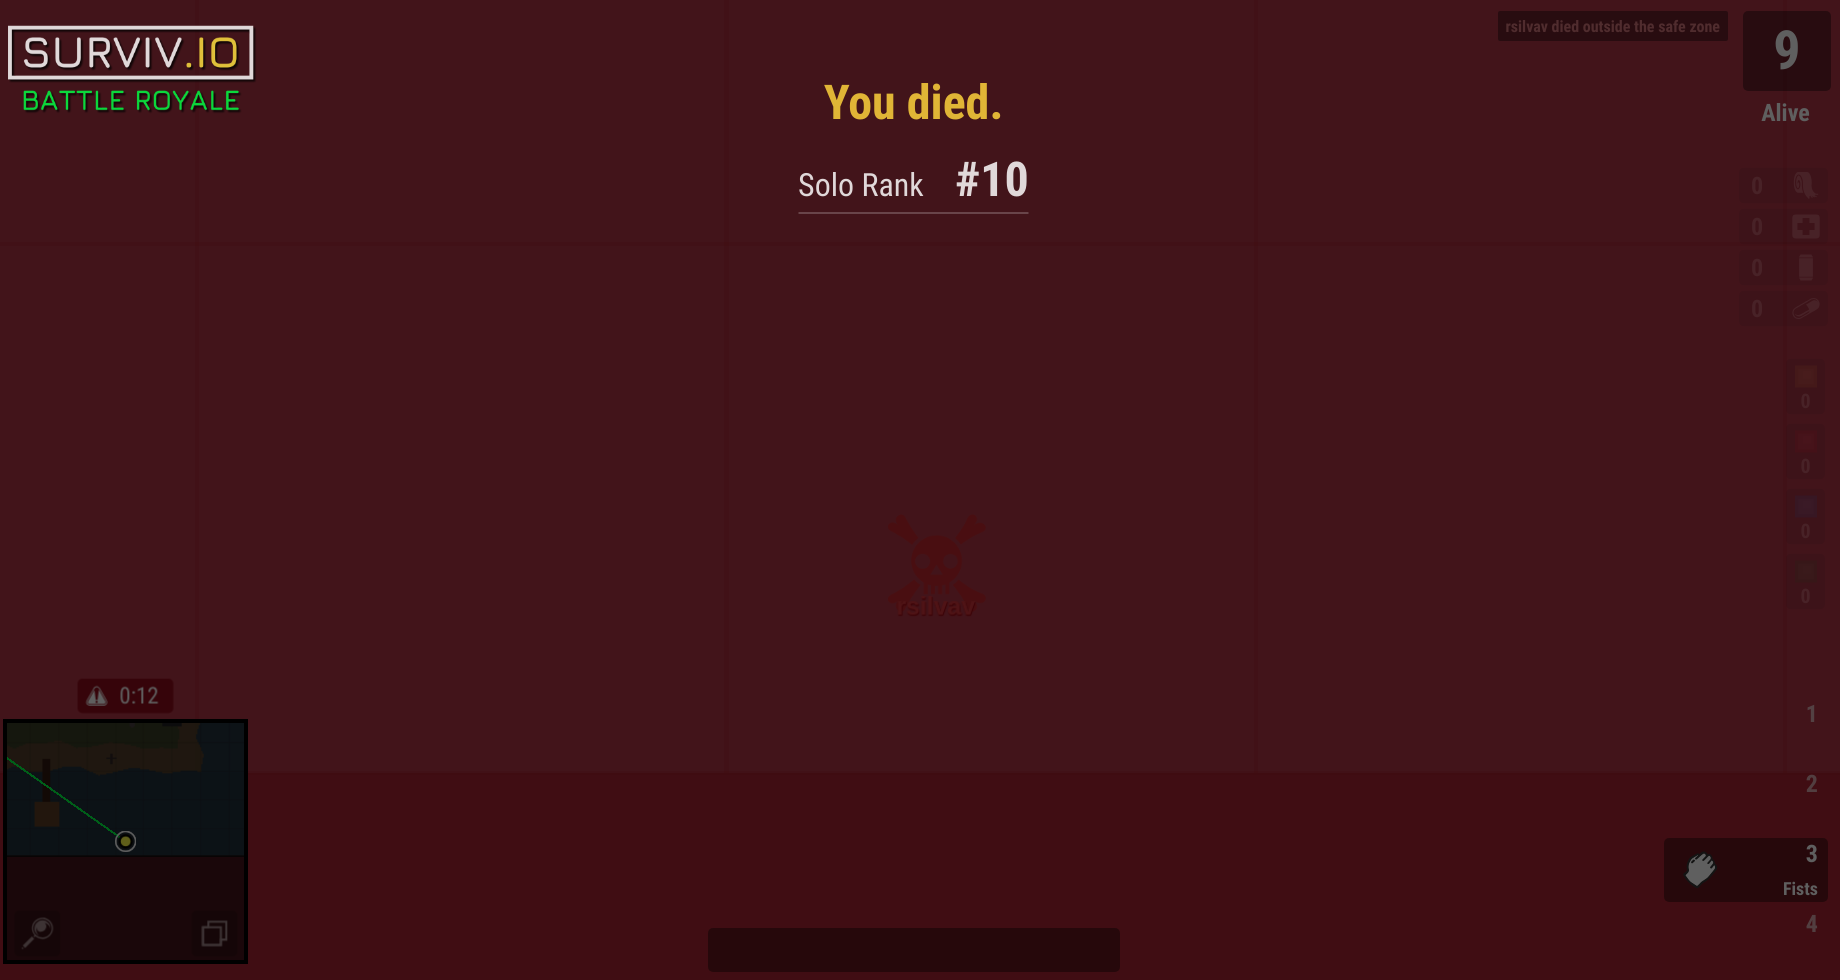 SURVIV.IO
BATTLE ROYALE
rsilvav died outside the safe zone
9
Alive
You died.
Solo Rank #10
0
0
0
0
0
0
0
0
rsilvav
0:12
1
2
3
Fists
4